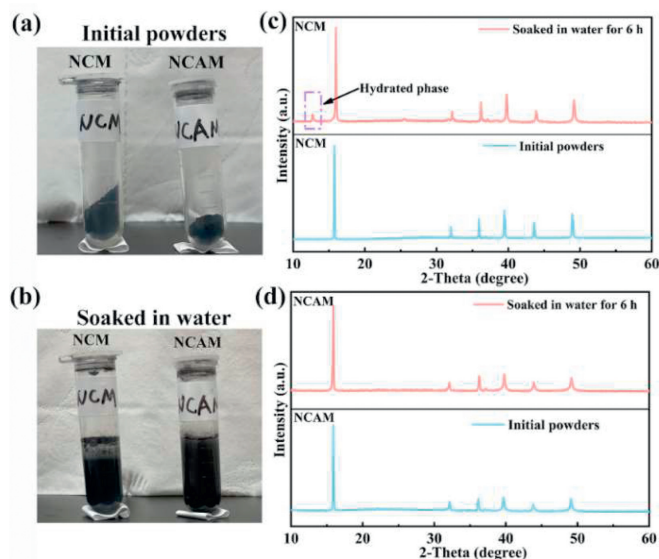 (a)
Initial powders
NCM
NCAM
NCM
NCAM
(b)
Soaked in water
NCM
NCAM
NCM
NCAM
(c)
NCM
Soaked in water for 6 h
Hydrated phase
Initial powders
Intensity (a.u.)
10 20 30 40 50 60
2-Theta (degree)
(d)
NCAM
Soaked in water for 6 h
NCAM
Initial powders
Intensity (a.u.)
10 20 30 40 50 60
2-Theta (degree)